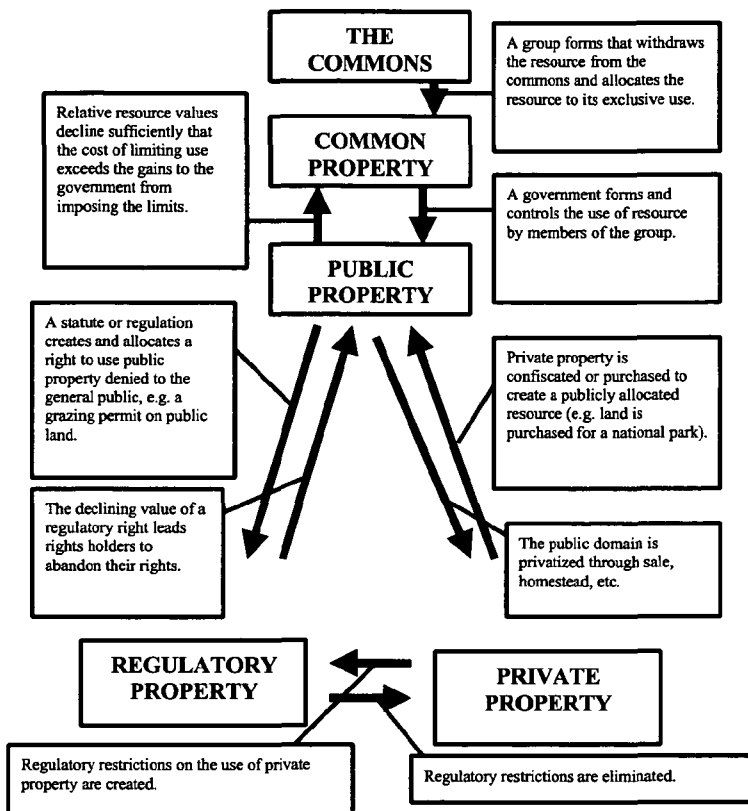 THE
COMMONS
A group forms that withdraws
the resource from the
commons and allocates the
resource to its exclusive use.
Relative resource values
decline sufficiently that
the cost of limiting use
exceeds the gains to the
government from
imposing the limits.
COMMON
PROPERTY
A government forms and
controls the use of resource
by members of the group.
PUBLIC
PROPERTY
A statute or regulation
creates and allocates a
right to use public
property denied to the
general public, e.g. a
grazing permit on public
land.
Private property is
confiscated or purchased to
create a publicly allocated
resource (e.g. land is
purchased for a national park).
The declining value of a
regulatory right leads
rights holders to
abandon their rights.
The public domain is
privatized through sale,
homestead, etc.
REGULATORY
PROPERTY
PRIVATE
PROPERTY
Regulatory restrictions on the use of private
property are created.
Regulatory restrictions are eliminated.